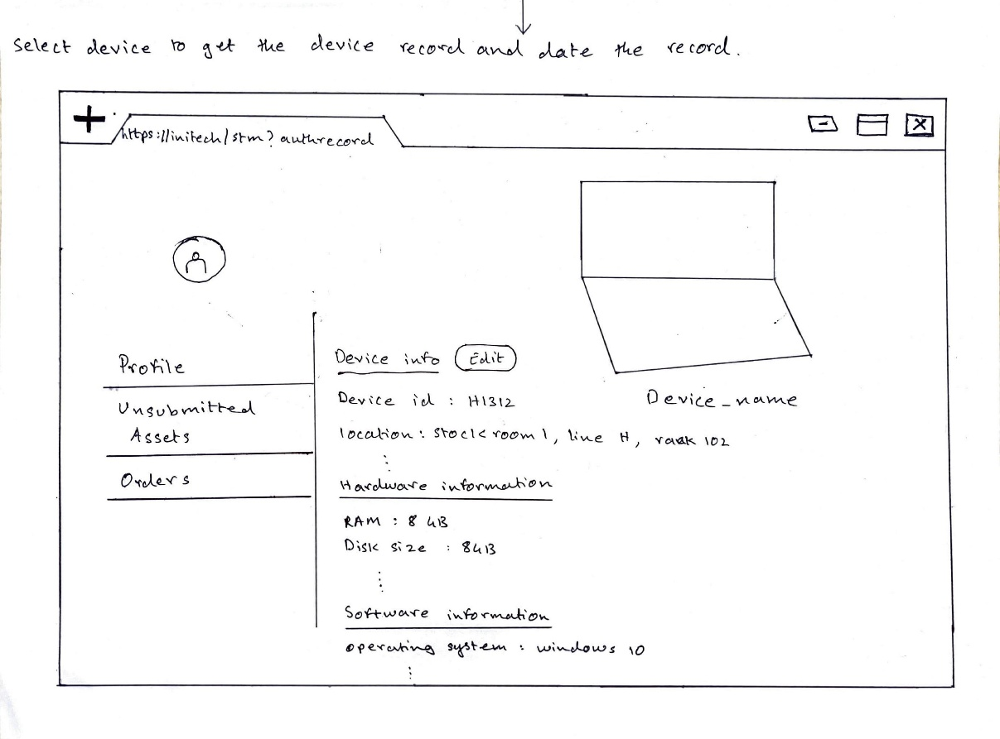 Select device to get the device record and date the record.
https://initech/stm?authrecord
Profile
Unsubmitted
Assets
Orders
Device info
Edit
Device id : H1312
location : stock room 1, line H, rack 102
Hardware information
RAM : 8 GB
Disk size : 8GB
Software information
operating system : windows 10
Device_name